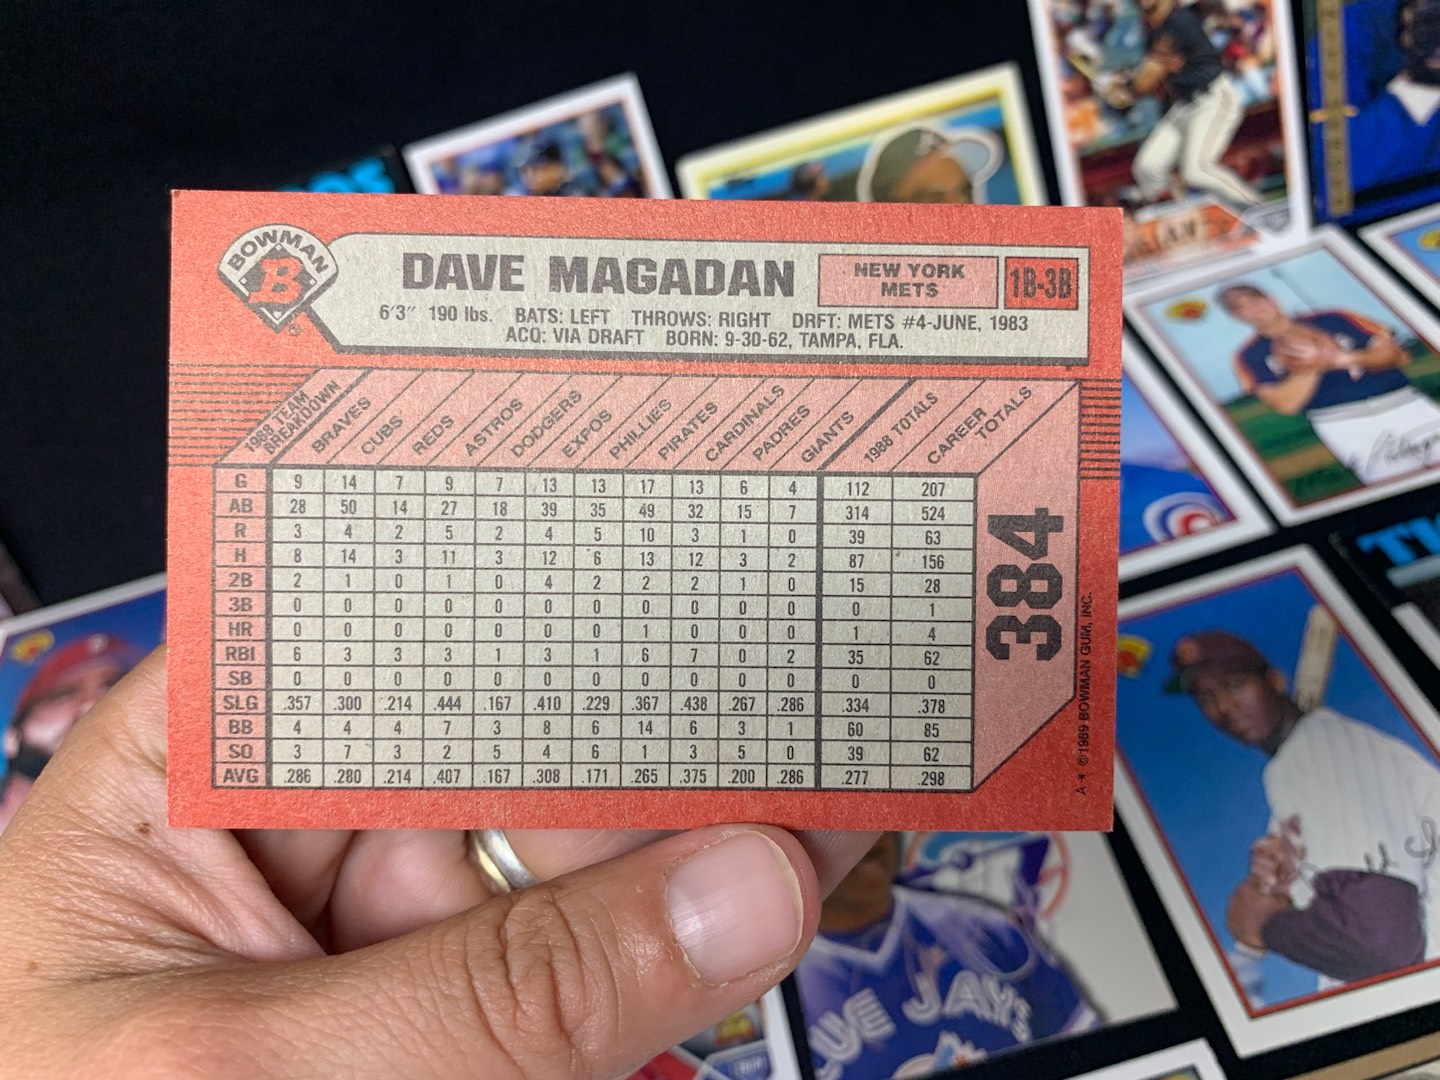 BOWMAN
B
®
DAVE MAGADAN
NEW YORK
METS
1B-3B
6'3" 190 lbs. BATS: LEFT THROWS: RIGHT DRFT: METS #4-JUNE, 1983
ACQ: VIA DRAFT BORN: 9-30-62, TAMPA, FLA.
1988 TEAM BREAKDOWN BRAVES CUBS REDS ASTROS DODGERS EXPOS PHILLIES PIRATES CARDINALS PADRES GIANTS 1988 TOTALS CAREER TOTALS
G 9 14 7 9 7 13 13 17 13 6 4 112 207
AB 28 50 14 27 18 39 35 49 32 15 7 314 524
R 3 4 2 5 2 4 5 10 3 1 0 39 63
H 8 14 3 11 3 12 6 13 12 3 2 87 156
2B 2 1 0 1 0 4 2 2 2 1 0 15 28
3B 0 0 0 0 0 0 0 0 0 0 0 0 1
HR 0 0 0 0 0 0 0 1 0 0 0 1 4
RBI 6 3 3 3 1 3 1 6 7 0 2 35 62
SB 0 0 0 0 0 0 0 0 0 0 0 0 0
SLG .357 .300 .214 .444 .167 .410 .229 .367 .438 .267 .286 .334 .378
BB 4 4 4 7 3 8 6 14 6 3 1 60 85
SO 3 7 3 2 5 4 6 1 3 5 0 39 62
AVG .286 .280 .214 .407 .167 .308 .171 .265 .375 .200 .286 .277 .298
384
A-* ©1989 BOWMAN GUM, INC.
BLUE JAYS